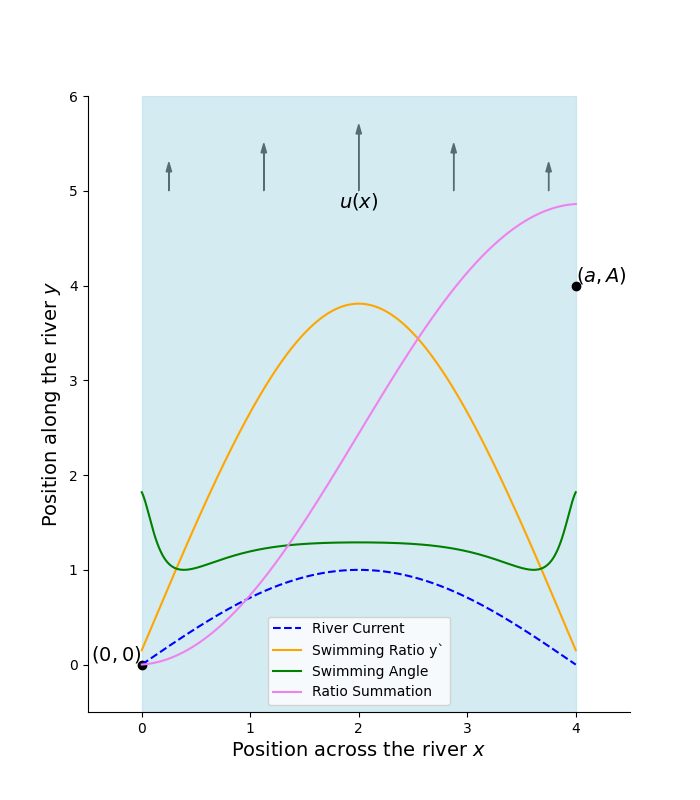 6
5
4
3
2
1
0
Position along the river y
u(x)
(a, A)
(0, 0)
River Current
Swimming Ratio y`
Swimming Angle
Ratio Summation
0 1 2 3 4
Position across the river x